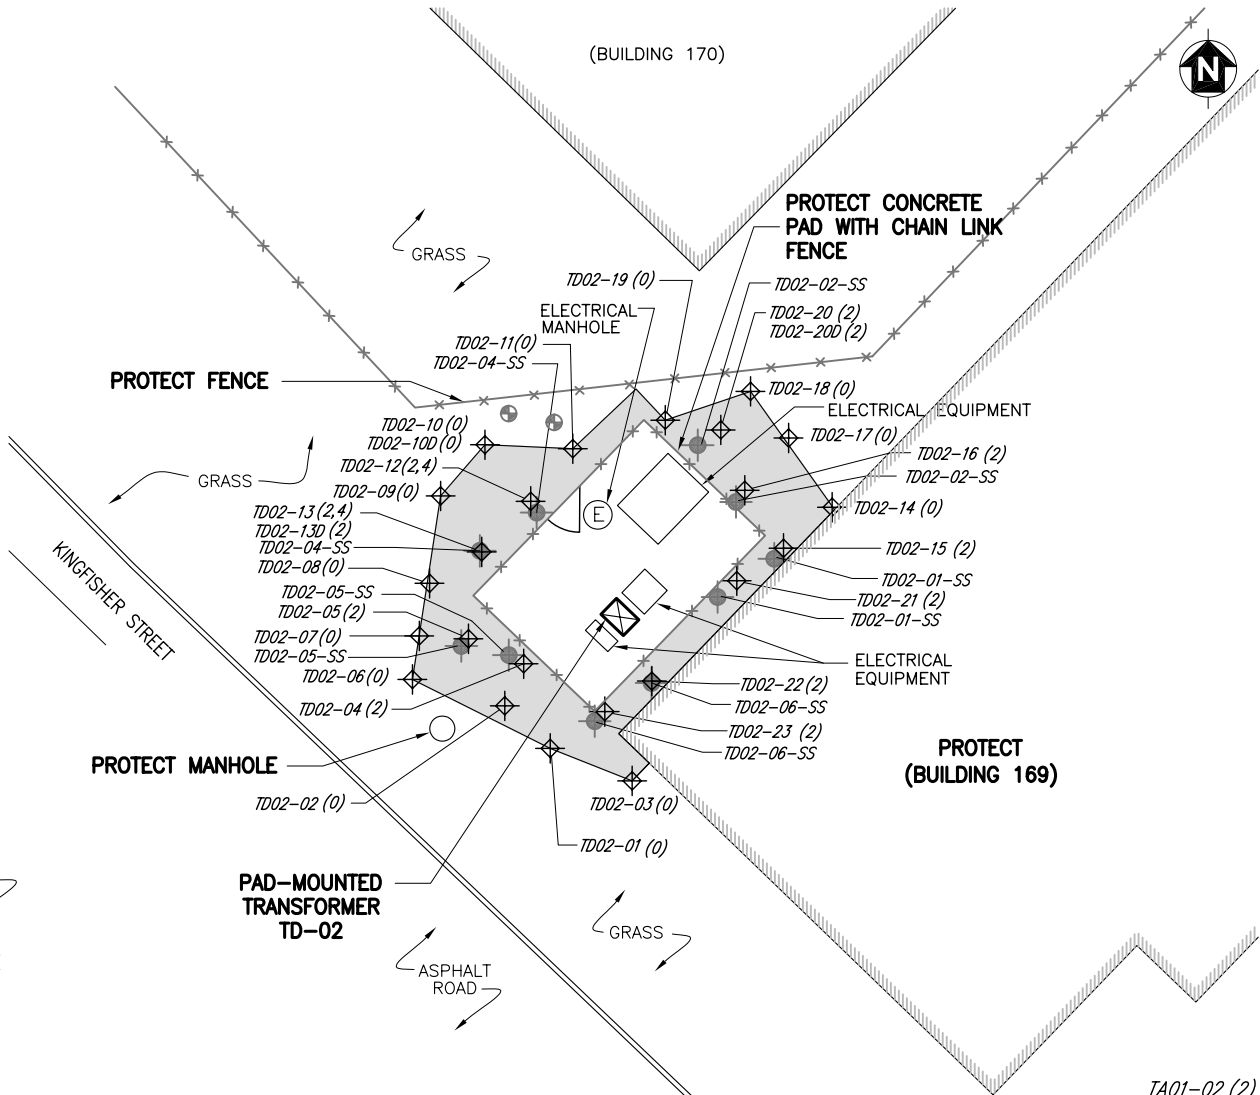 (BUILDING 170)
N
PROTECT CONCRETE
PAD WITH CHAIN LINK
FENCE
GRASS
TD02-19 (0)
TD02-02-SS
ELECTRICAL
MANHOLE
TD02-20 (2)
TD02-20D (2)
TD02-11(0)
TD02-04-SS
PROTECT FENCE
TD02-18 (0)
ELECTRICAL EQUIPMENT
TD02-10 (0)
TD02-10D (0)
TD02-17 (0)
TD02-16 (2)
TD02-12(2,4)
TD02-02-SS
GRASS
TD02-09(0)
TD02-14 (0)
TD02-13 (2,4)
TD02-13D (2)
TD02-04-SS
E
TD02-15 (2)
TD02-08(0)
TD02-01-SS
KINGFISHER STREET
TD02-05-SS
TD02-21 (2)
TD02-05 (2)
TD02-01-SS
TD02-07(0)
TD02-05-SS
ELECTRICAL
EQUIPMENT
TD02-06 (0)
TD02-22(2)
TD02-06-SS
TD02-04 (2)
TD02-23 (2)
TD02-06-SS
PROTECT
(BUILDING 169)
PROTECT MANHOLE
TD02-02 (0)
TD02-03 (0)
TD02-01 (0)
PAD-MOUNTED
TRANSFORMER
TD-02
GRASS
ASPHALT
ROAD
TA01-02 (2)